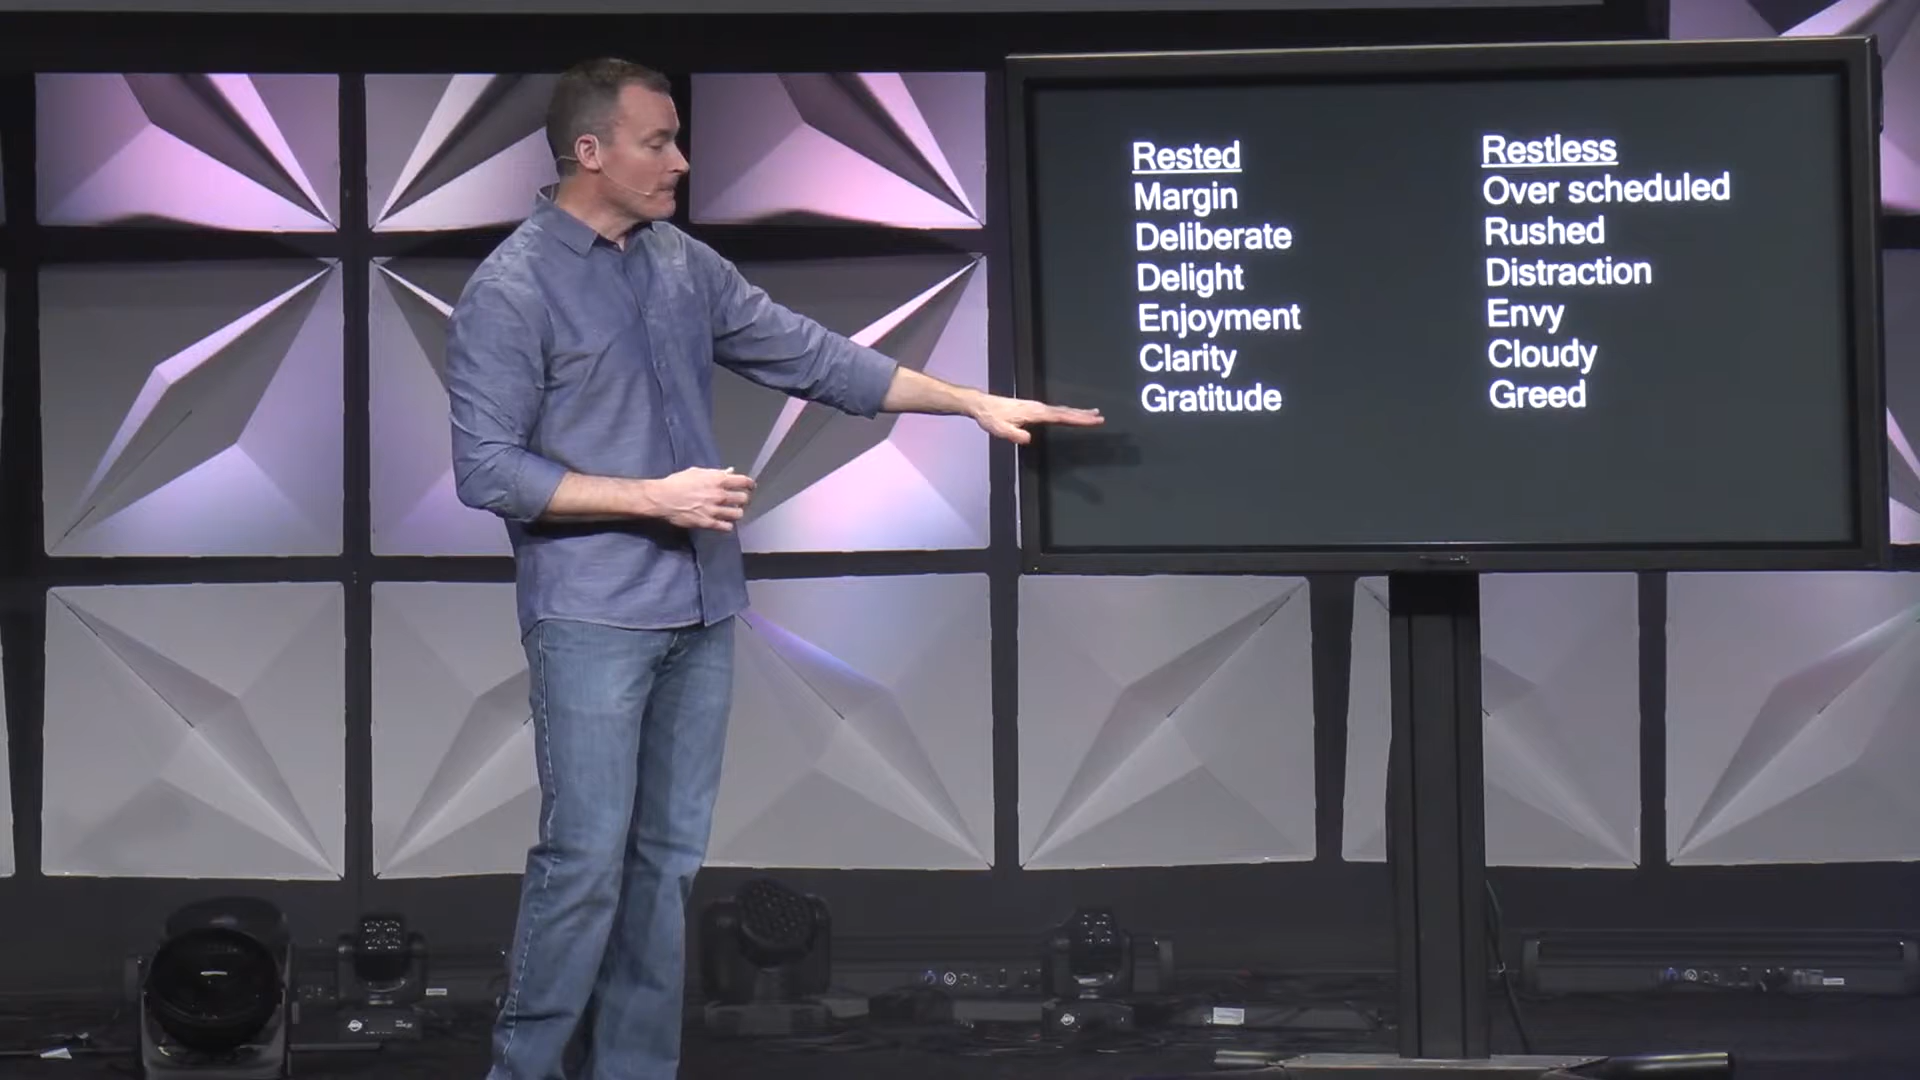 Rested
Margin
Deliberate
Delight
Enjoyment
Clarity
Gratitude
Restless
Over scheduled
Rushed
Distraction
Envy
Cloudy
Greed